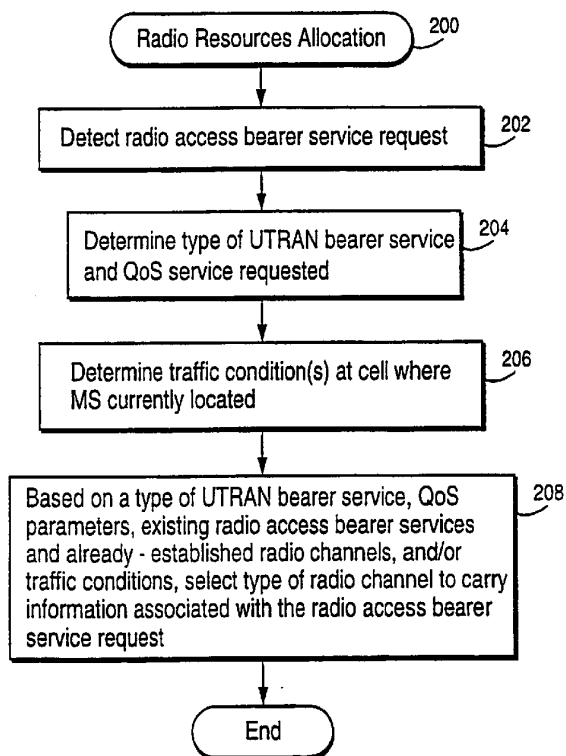 Radio Resources Allocation
200
Detect radio access bearer service request
202
Determine type of UTRAN bearer service
and QoS service requested
204
Determine traffic condition(s) at cell where
MS currently located
206
Based on a type of UTRAN bearer service, QoS
parameters, existing radio access bearer services
and already - established radio channels, and/or
traffic conditions, select type of radio channel to carry
information associated with the radio access bearer
service request
208
End